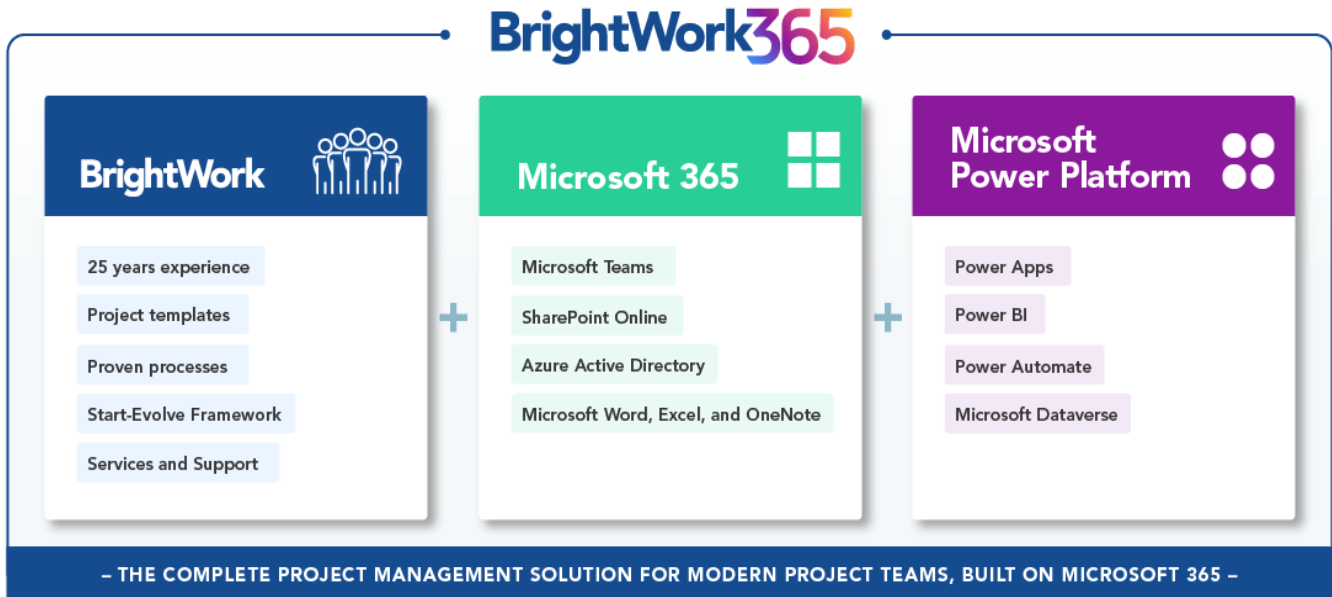 BrightWork365
BrightWork
25 years experience
Project templates
Proven processes
Start-Evolve Framework
Services and Support
+
Microsoft 365
Microsoft Teams
SharePoint Online
Azure Active Directory
Microsoft Word, Excel, and OneNote
+
Microsoft
Power Platform
Power Apps
Power BI
Power Automate
Microsoft Dataverse
– THE COMPLETE PROJECT MANAGEMENT SOLUTION FOR MODERN PROJECT TEAMS, BUILT ON MICROSOFT 365 –